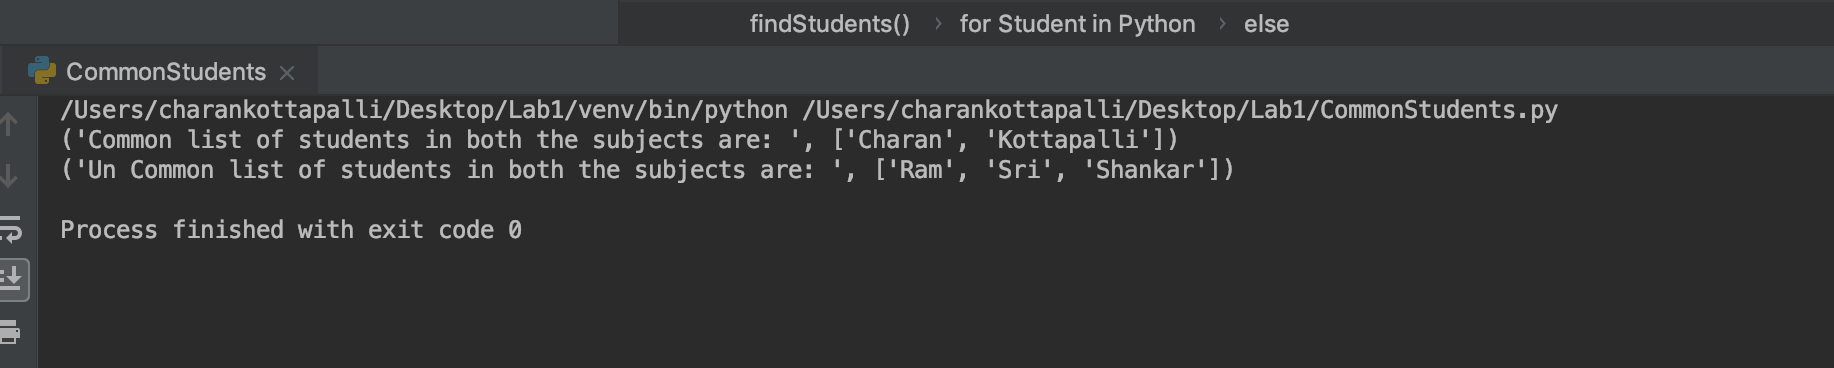 findStudents() › for Student in Python › else
CommonStudents ×
/Users/charankottapalli/Desktop/Lab1/venv/bin/python /Users/charankottapalli/Desktop/Lab1/CommonStudents.py
('Common list of students in both the subjects are: ', ['Charan', 'Kottapalli'])
('Un Common list of students in both the subjects are: ', ['Ram', 'Sri', 'Shankar'])
Process finished with exit code 0